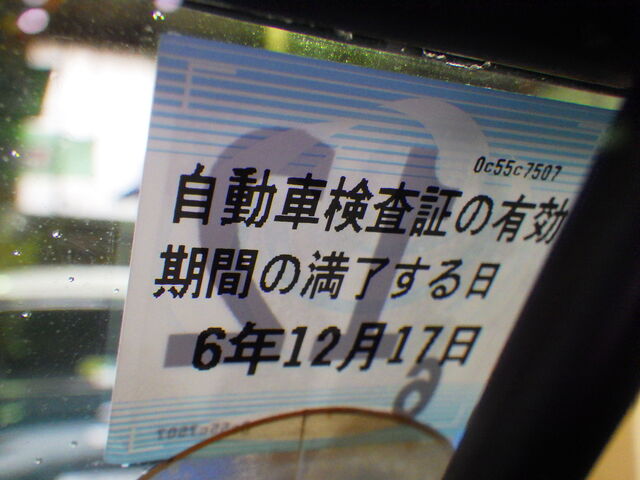 0c55c7507
自動車検査証の有効
期間の満了する日
6年12月17日